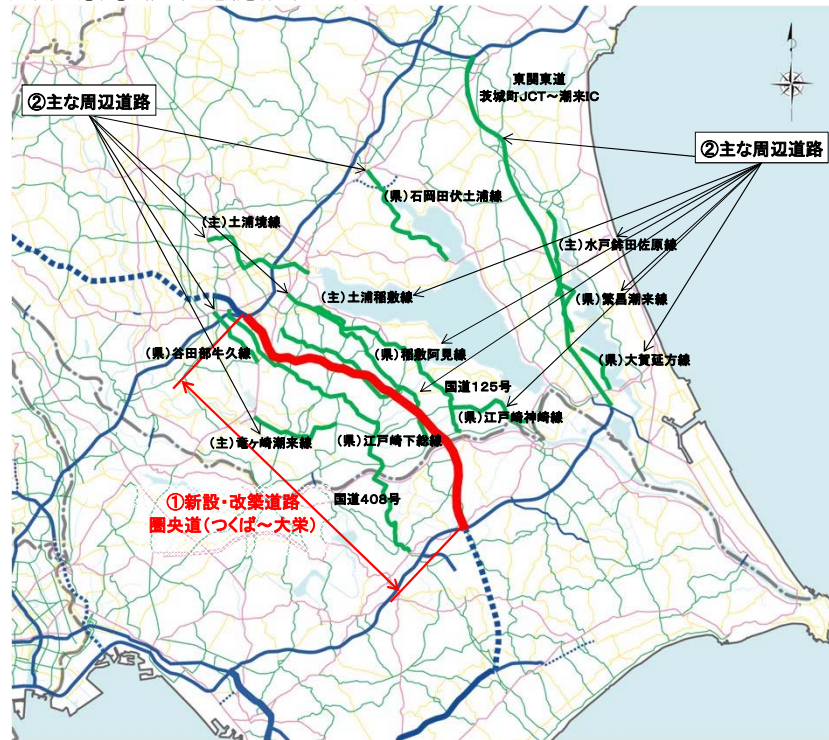 東関東道
茨城町JCT~潮来IC
②主な周辺道路
②主な周辺道路
(県)石岡田伏土浦線
(主)土浦境線
(主)水戸鉾田佐原線
(主)土浦稲敷線
(県)繁昌潮来線
(県)谷田部牛久線
(県)稲敷阿見線
(県)大賀延方線
国道125号
(県)江戸崎神崎線
(主)竜ヶ崎潮来線
(県)江戸崎下総線
①新設・改築道路
圏央道(つくば~大栄)
国道408号